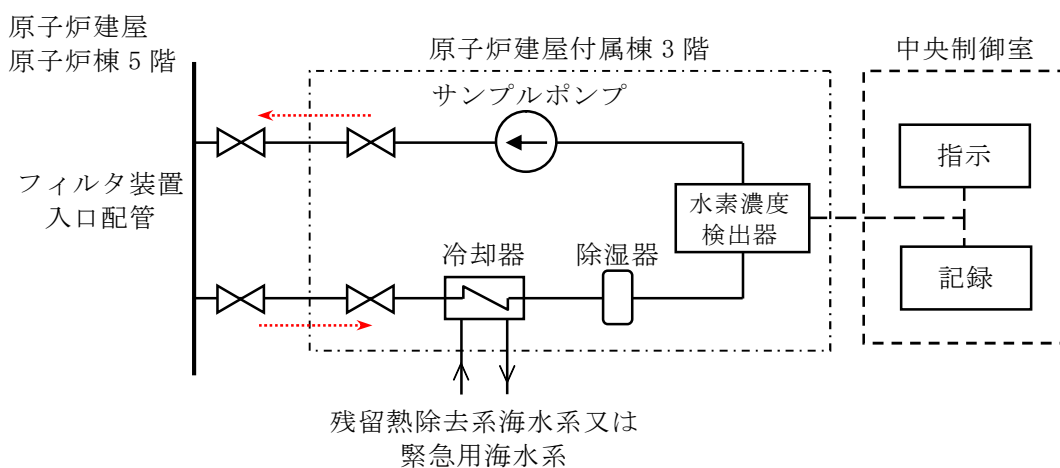 原子炉建屋
原子炉棟 5 階
原子炉建屋付属棟 3 階
中央制御室
サンプルポンプ
指示
フィルタ装置
入口配管
水素濃度
検出器
冷却器
除湿器
記録
残留熱除去系海水系又は
緊急用海水系